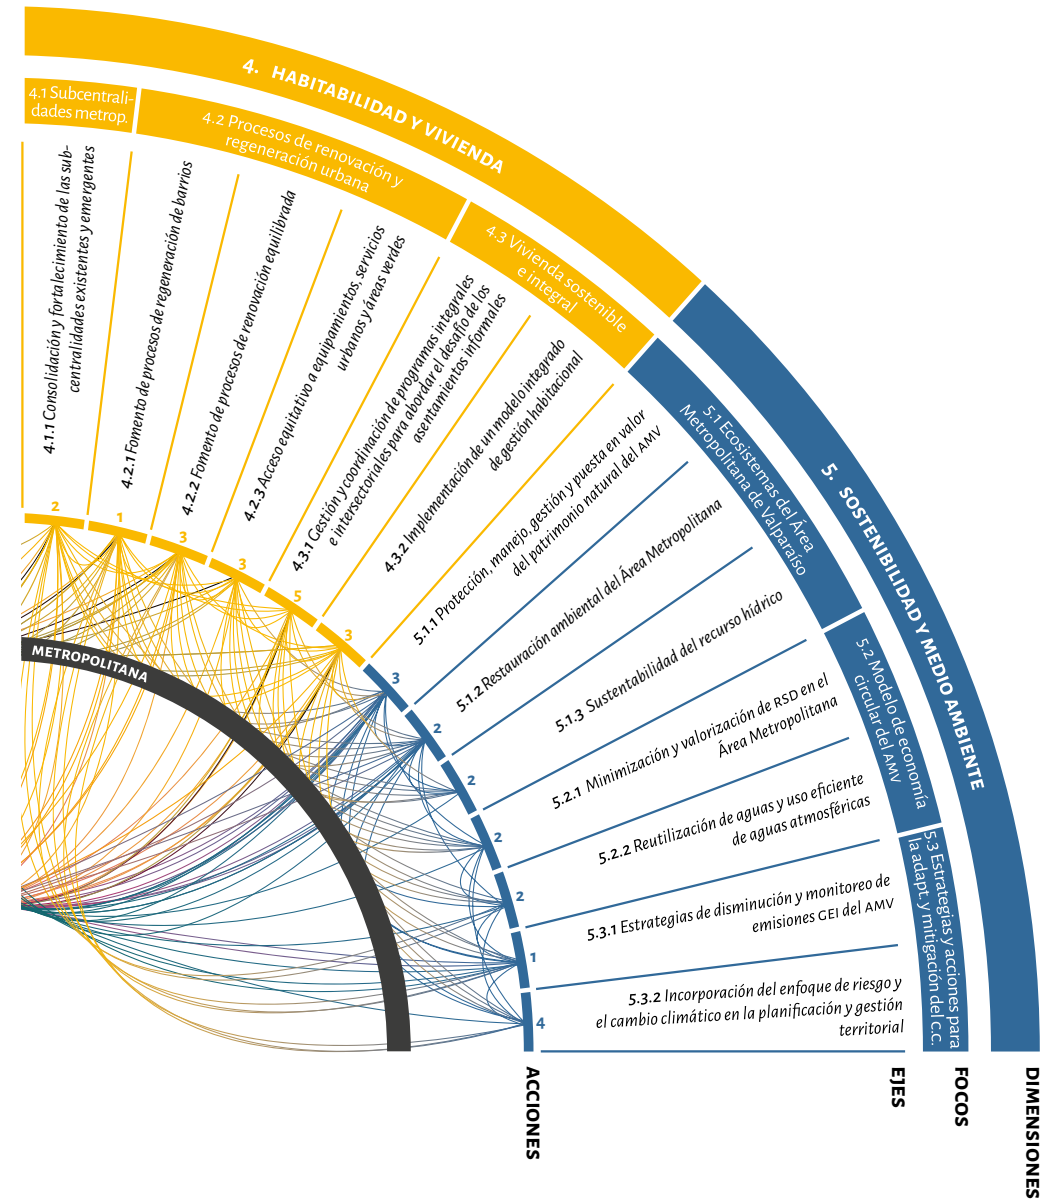 4. HABITABILIDAD Y VIVIENDA
4.1 Subcentrali-
dades metrop.
4.2 Procesos de renovación y
regeneración urbana
4.3 Vivienda sostenible
e integral
4.1.1 Consolidación y fortalecimiento de las sub-
centralidades existentes y emergentes
4.2.1 Fomento de procesos de regeneración de barrios
4.2.2 Fomento de procesos de renovación equilibrada
4.2.3 Acceso equitativo a equipamientos, servicios
urbanos y áreas verdes
4.3.1 Gestión y coordinación de programas integrales
e intersectoriales para abordar el desafío de los
asentamientos informales
4.3.2 Implementación de un modelo integrado
de gestión habitacional
2
1
3
3
5
3
5. SOSTENIBILIDAD Y MEDIO AMBIENTE
5.1 Ecosistemas del Área
Metropolitana de Valparaíso
5.2 Modelo de economía
circular del AMV
5.3 Estrategias y acciones para
la adapt. y mitigación del C.C.
5.1.1 Protección, manejo, gestión y puesta en valor
del patrimonio natural del AMV
5.1.2 Restauración ambiental del Área Metropolitana
5.1.3 Sustentabilidad del recurso hídrico
5.2.1 Minimización y valorización de RSD en el
Área Metropolitana
5.2.2 Reutilización de aguas y uso eficiente
de aguas atmosféricas
5.3.1 Estrategias de disminución y monitoreo de
emisiones GEI del AMV
5.3.2 Incorporación del enfoque de riesgo y
el cambio climático en la planificación y gestión
territorial
3
2
2
2
2
1
4
METROPOLITANA
ACCIONES
EJES
FOCOS
DIMENSIONES